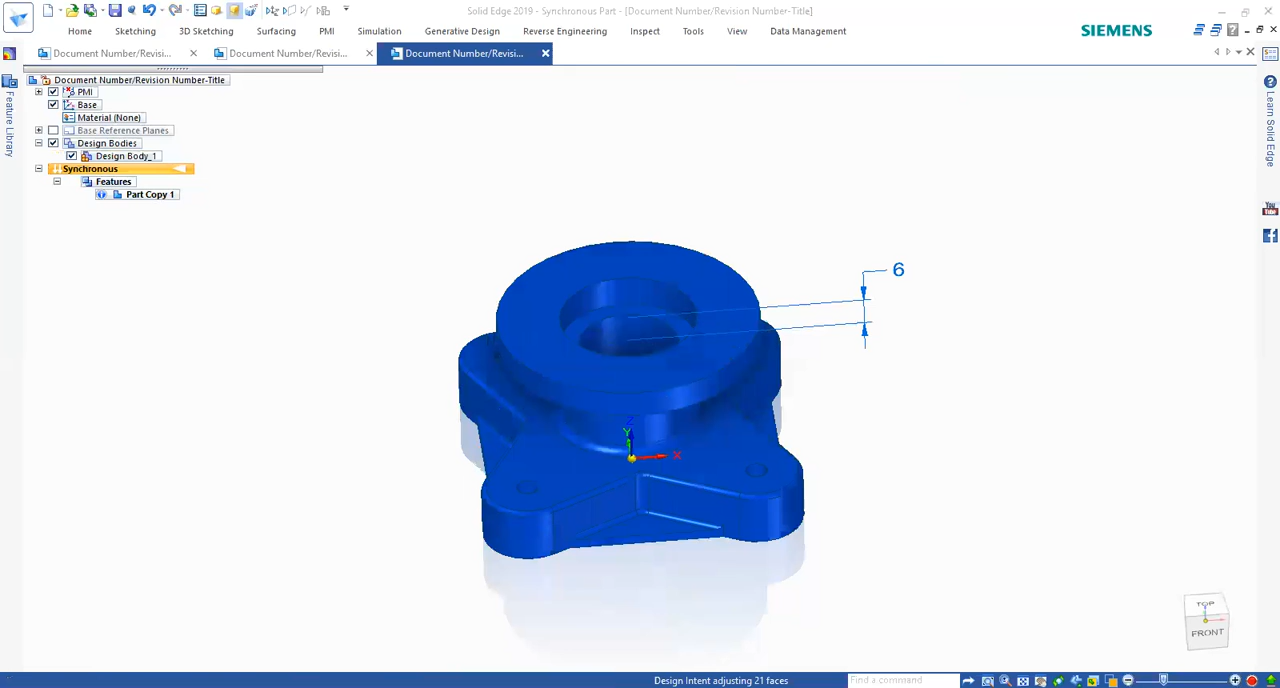 Solid Edge 2019 - Synchronous Part - [Document Number/Revision Number-Title]
Home Sketching 3D Sketching Surfacing PMI Simulation Generative Design Reverse Engineering Inspect Tools View Data Management
SIEMENS
Document Number/Revisi... Document Number/Revisi... Document Number/Revisi...
Document Number/Revision Number-Title
PMI
Base
Material (None)
Base Reference Planes
Design Bodies
Design Body_1
Synchronous
Features
Part Copy 1
Feature Library
Learn Solid Edge
You
Tube
6
Z
Y
X
TOP
FRONT
Design Intent adjusting 21 faces
Find a command